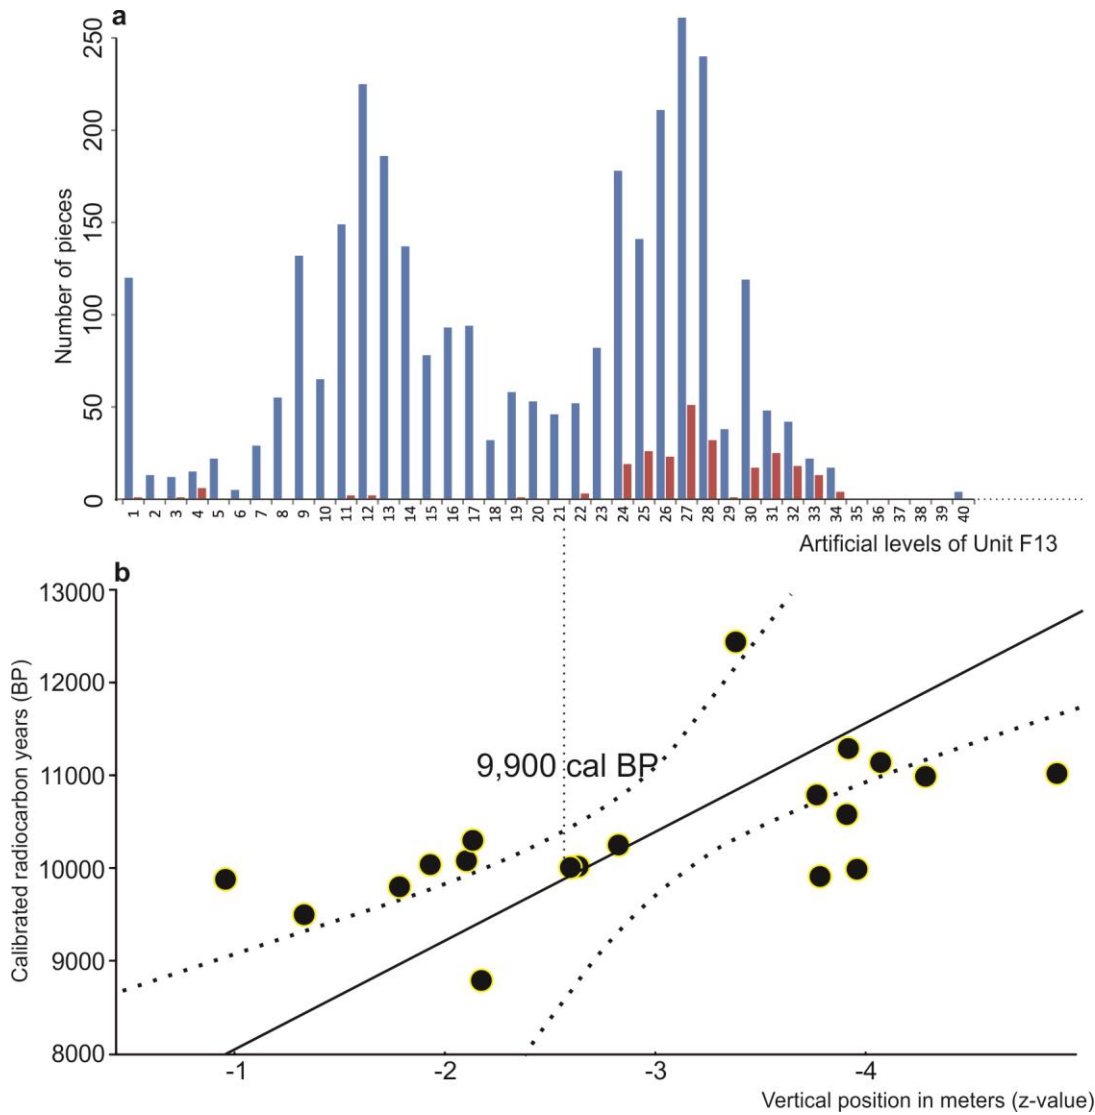 a
250
200
150
100
50
0
Number of pieces
1 2 3 4 5 6 7 8 9 10 11 12 13 14 15 16 17 18 19 20 21 22 23 24 25 26 27 28 29 30 31 32 33 34 35 36 37 38 39 40
Artificial levels of Unit F13
b
13000
12000
11000
10000
9000
8000
Calibrated radiocarbon years (BP)
9,900 cal BP
-1 -2 -3 -4
Vertical position in meters (z-value)